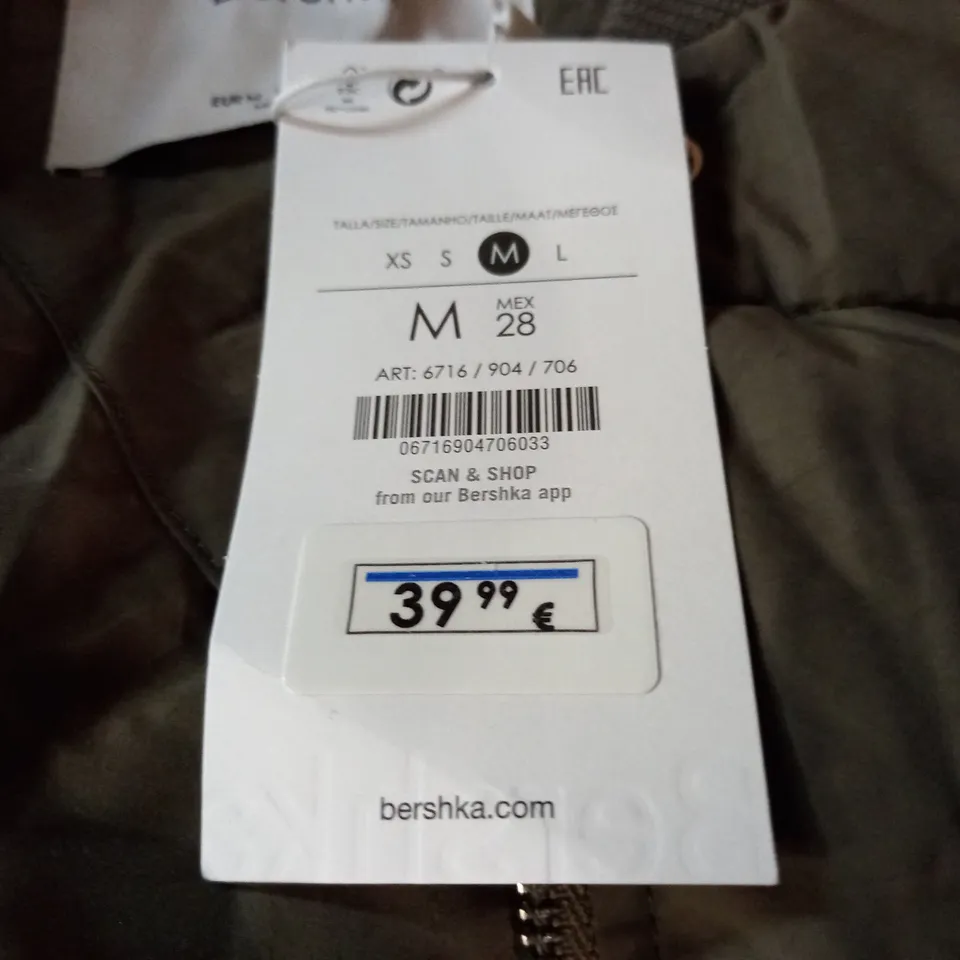 EAC
TALLA/SIZE/TAMANHO/TAILLE/MAAT/ΜΕΓΕΘΟΣ
XS S M L
M MEX 28
ART: 6716 / 904 / 706
06716904706033
SCAN & SHOP
from our Bershka app
39 99 €
bershka.com